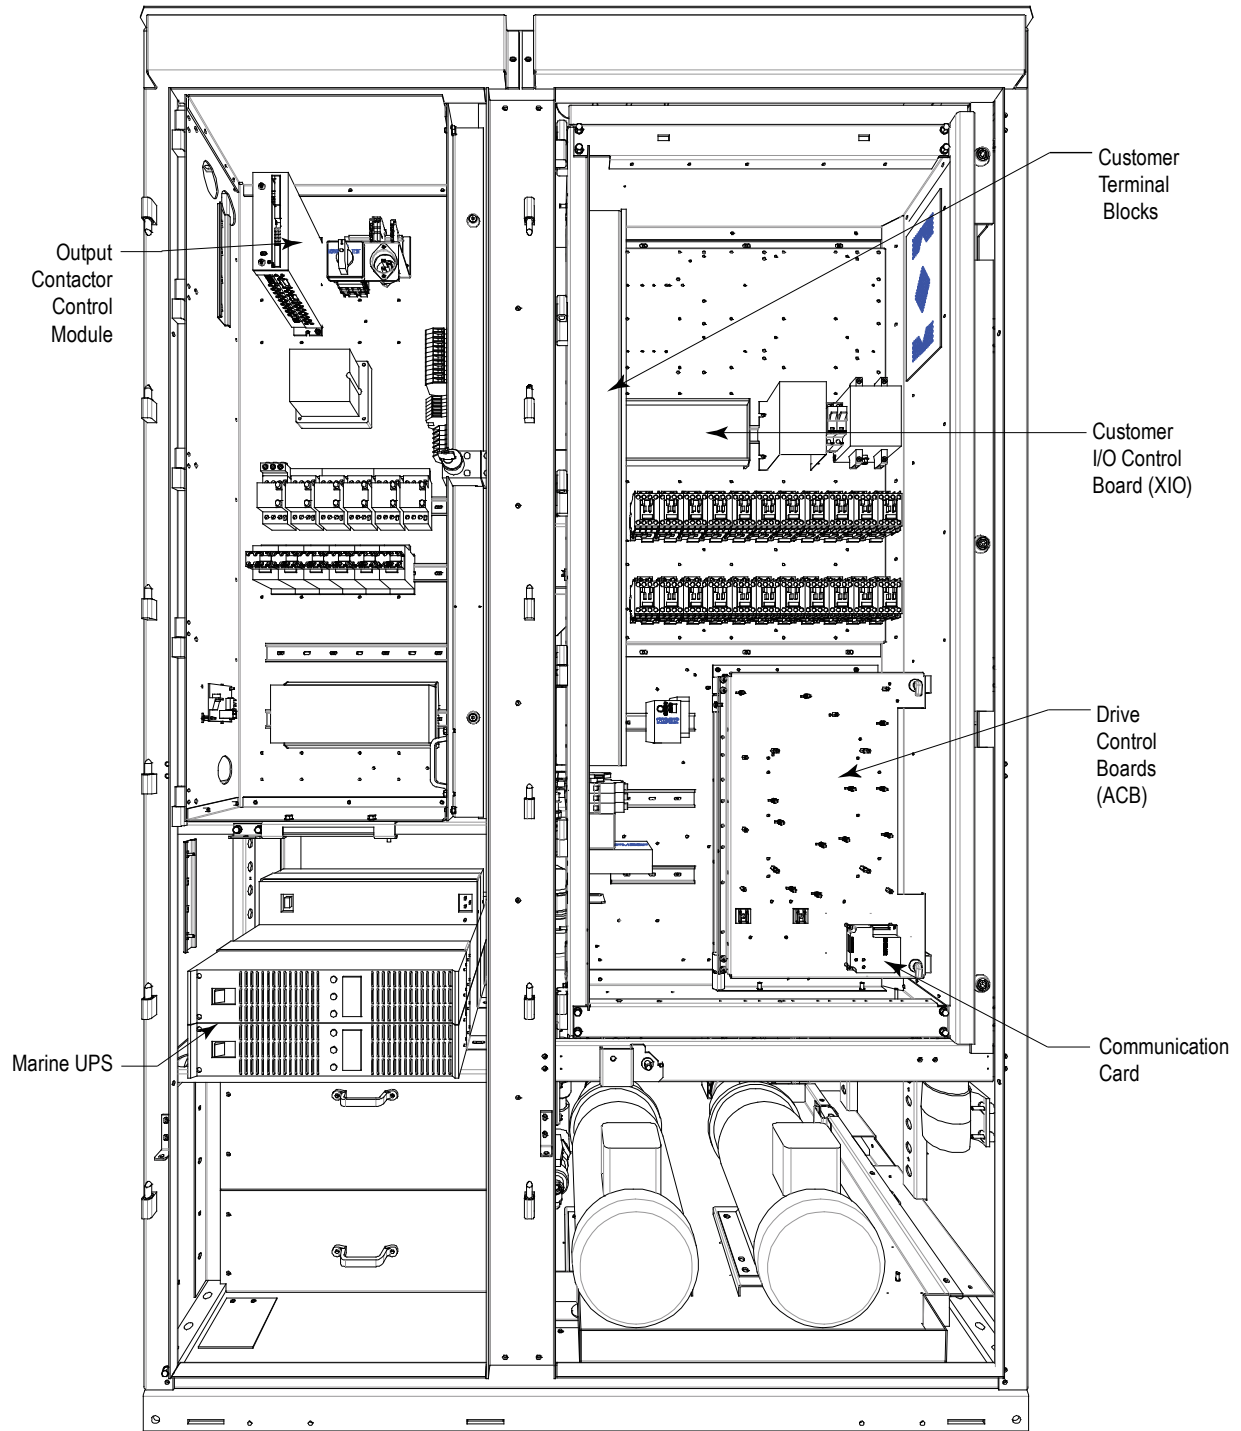 Output
Contactor
Control
Module
Customer
Terminal
Blocks
Customer
I/O Control
Board (XIO)
Drive
Control
Boards
(ACB)
Marine UPS
Communication
Card